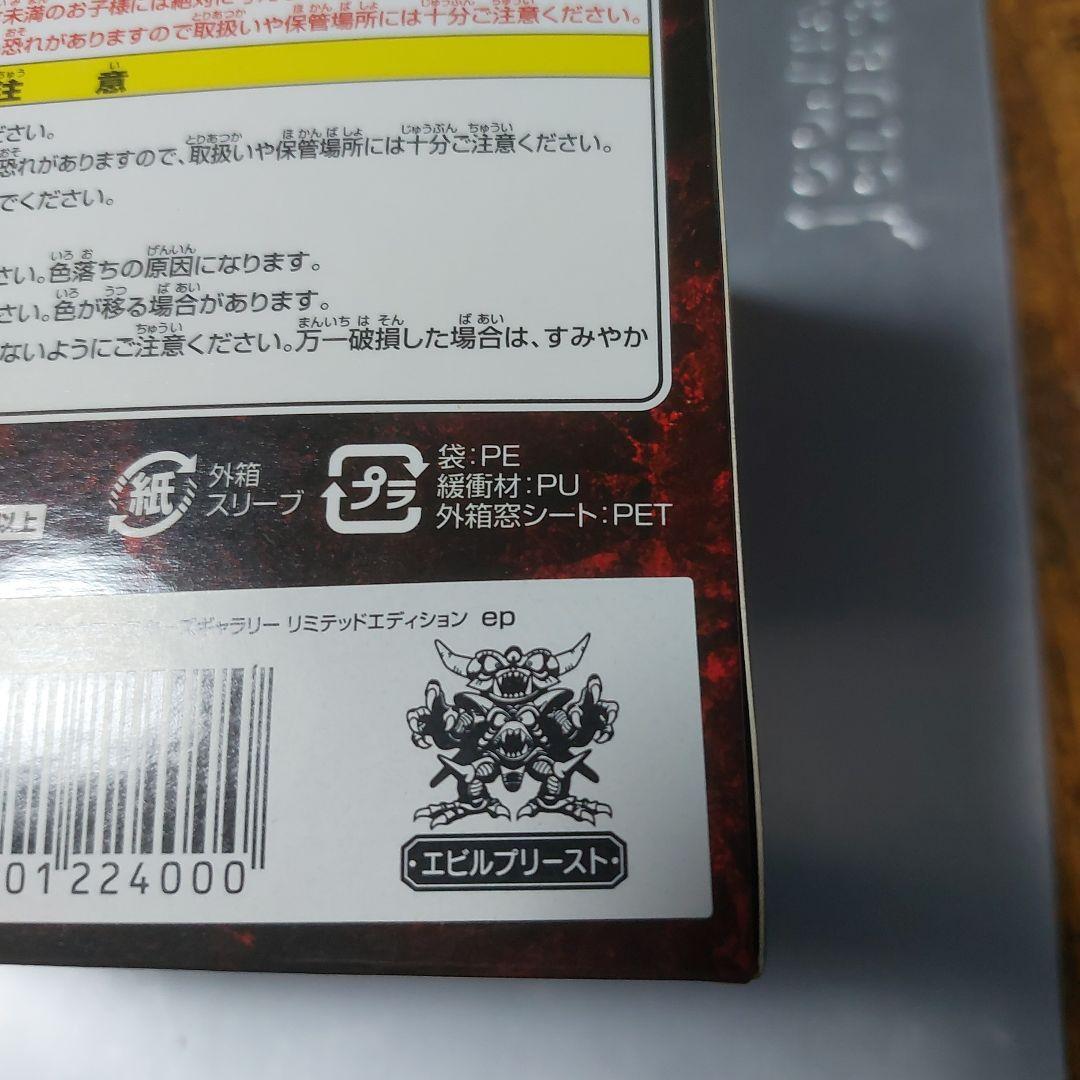 未満のお子様には絶対に
恐れがありますので取扱いや保管場所には十分ご注意ください。
注意
ださい。
恐れがありますので、取扱いや保管場所には十分ご注意ください。
でください。
さい。色落ちの原因になります。
さい。色が移る場合があります。
ないようにご注意ください。万一破損した場合は、すみやか
以上
紙
外箱
スリーブ
プラ
袋:PE
緩衝材:PU
外箱窓シート:PET
ズギャラリー リミテッドエディション ep
01224000
・エビルプリースト・